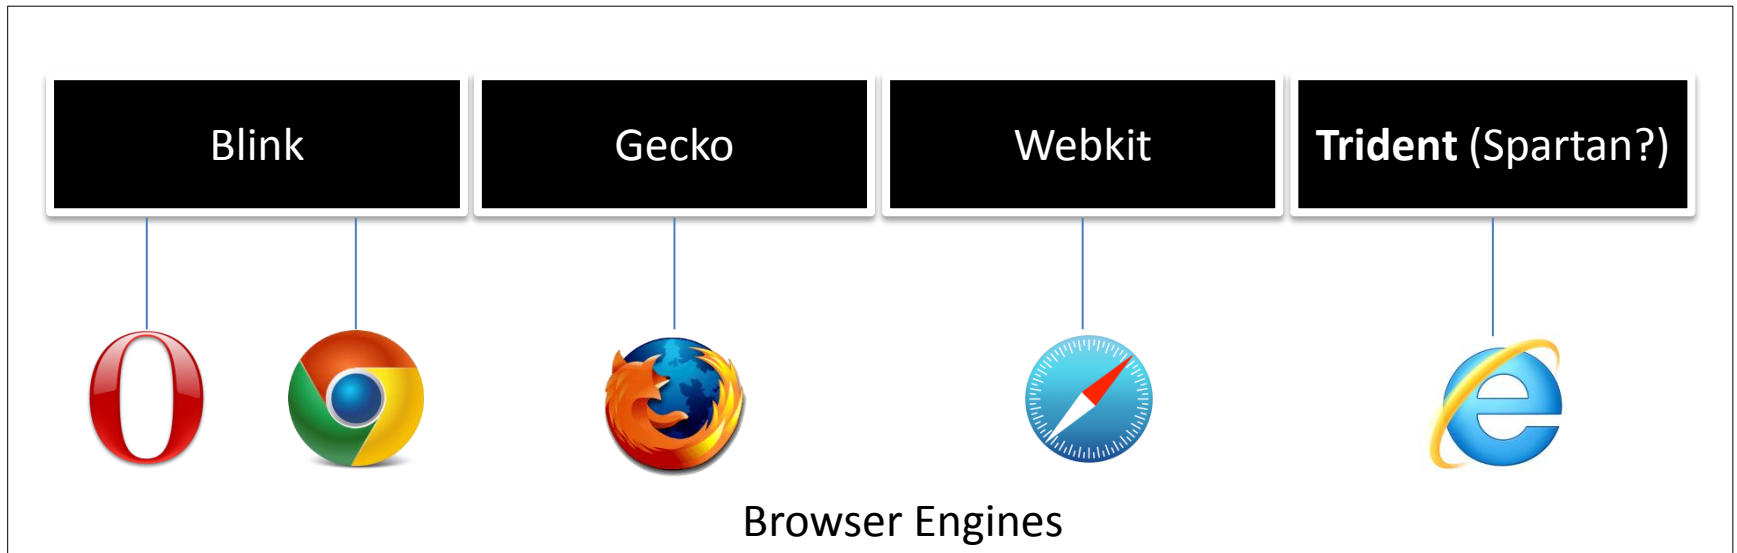 Blink
Gecko
Webkit
Trident (Spartan?)
Browser Engines